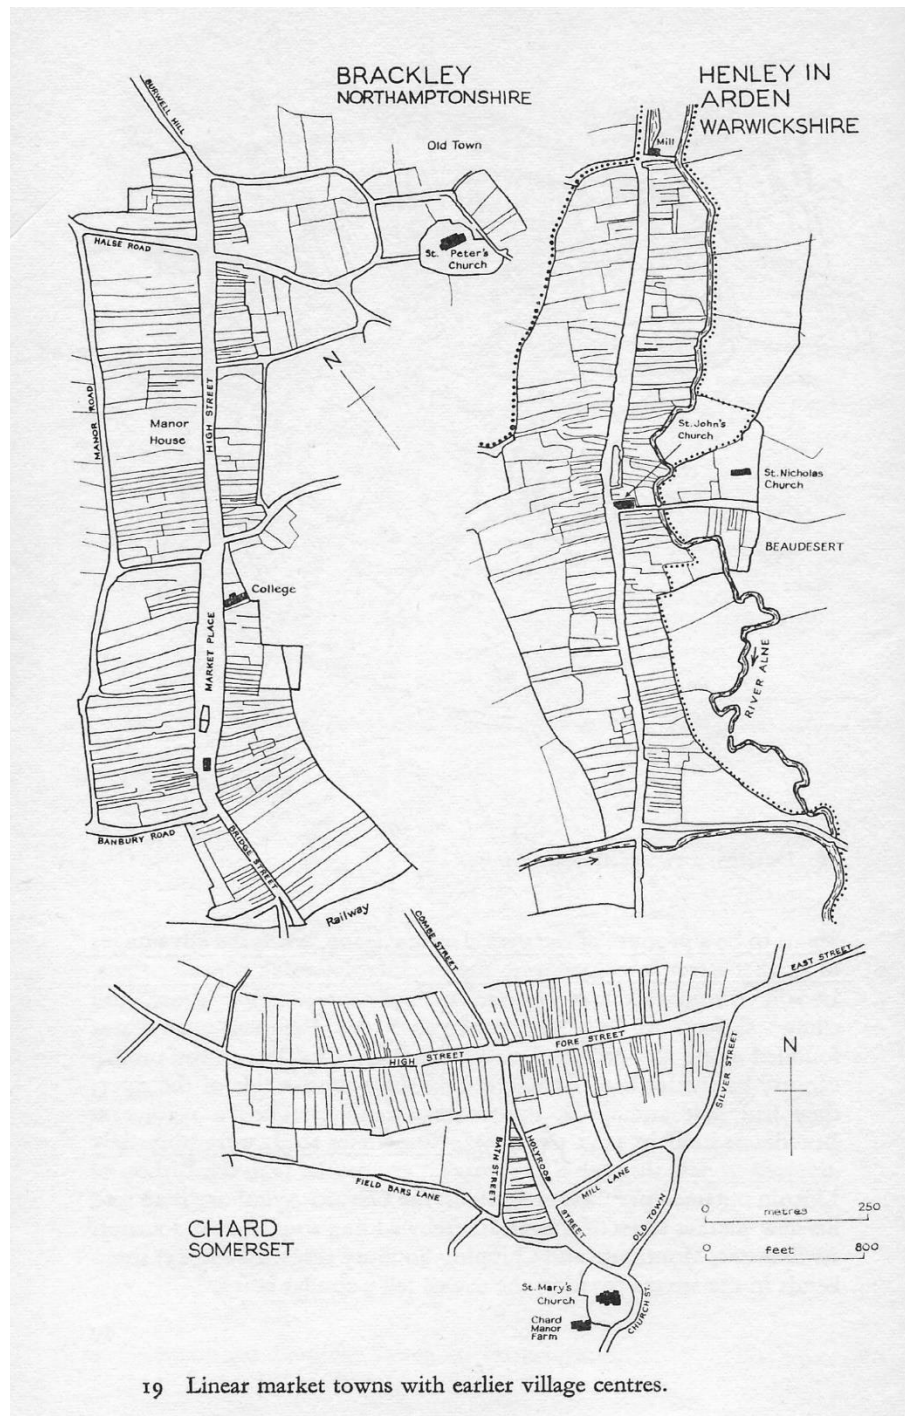 BRACKLEY
NORTHAMPTONSHIRE
BURWELL HILL
Old Town
HALSE ROAD
St. Peter's
Church
N
MANOR ROAD
HIGH STREET
Manor
House
College
MARKET PLACE
BANBURY ROAD
BRIDGE STREET
Railway
HENLEY IN
ARDEN
WARWICKSHIRE
Mill
St. John's
Church
St. Nicholas
Church
BEAUDESERT
RIVER ALNE
COMBE STREET
EAST STREET
HIGH STREET
FORE STREET
SILVER STREET
N
BATH STREET
HOLYROOD
STREET
MILL LANE
OLD TOWN
FIELD BARS LANE
CHARD
SOMERSET
0 metres 250
0 feet 800
St. Mary's
Church
Chard
Manor
Farm
CHURCH ST.
19 Linear market towns with earlier village centres.